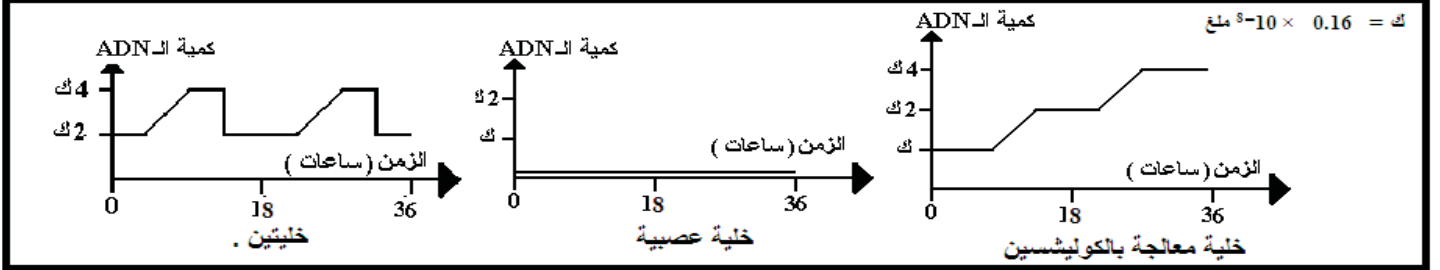 ك = 0.16 × 10⁻⁸ ملغ
كمية الـADN
4ك
2ك
ك
الزمن (ساعات)
0 18 36
خلية معالجة بالكوليشسين
كمية الـADN
2ك
ك
الزمن (ساعات)
0 18 36
خلية عصبية
كمية الـADN
4ك
2ك
الزمن (ساعات)
0 18 36
خليتين .